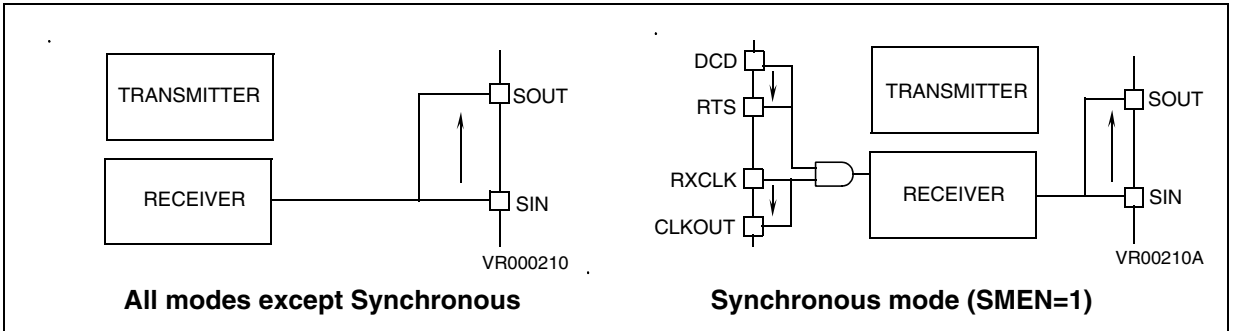 TRANSMITTER
SOUT
RECEIVER
SIN
VR000210
All modes except Synchronous
DCD
RTS
RXCLK
CLKOUT
TRANSMITTER
SOUT
RECEIVER
SIN
VR00210A
Synchronous mode (SMEN=1)